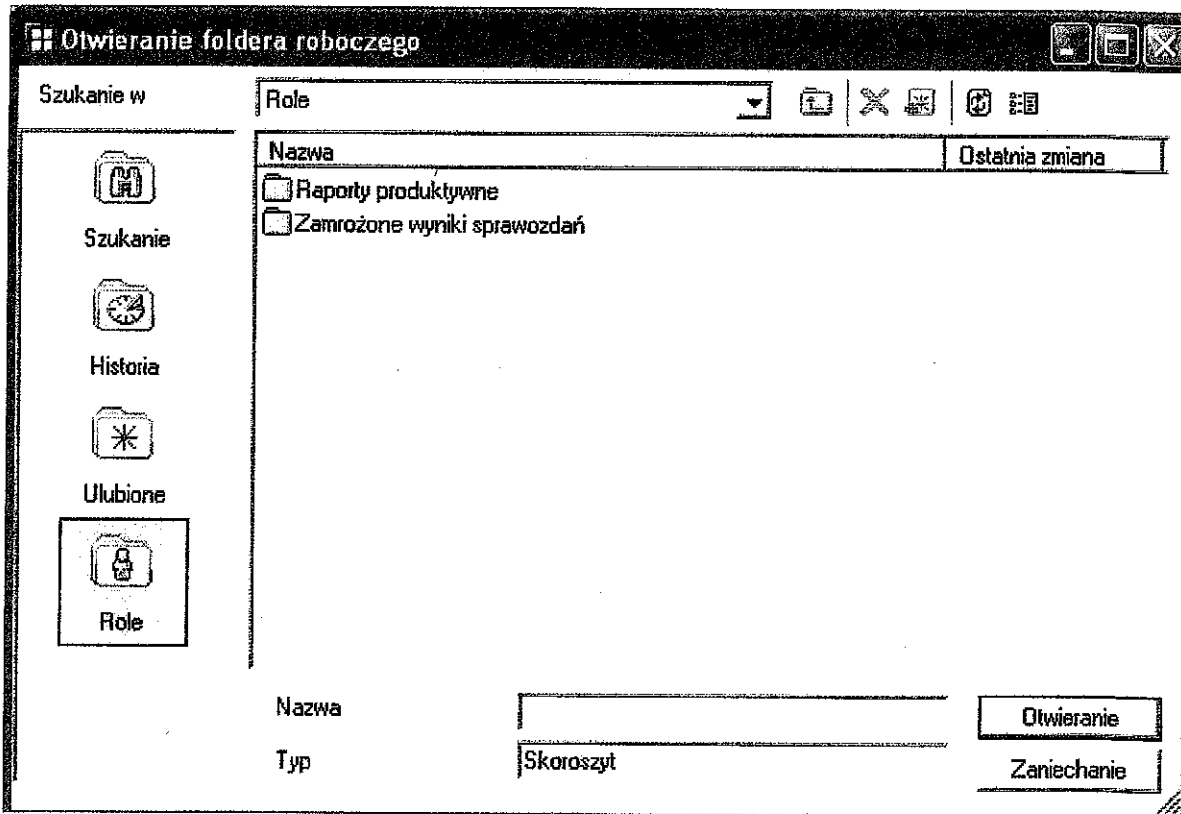 Otwieranie foldera roboczego
Szukanie w
Role
Nazwa
Ostatnia zmiana
Raporty produktywne
Zamrożone wyniki sprawozdań
Szukanie
Historia
Ulubione
Role
Nazwa
Otwieranie
Typ
Skoroszyt
Zaniechanie